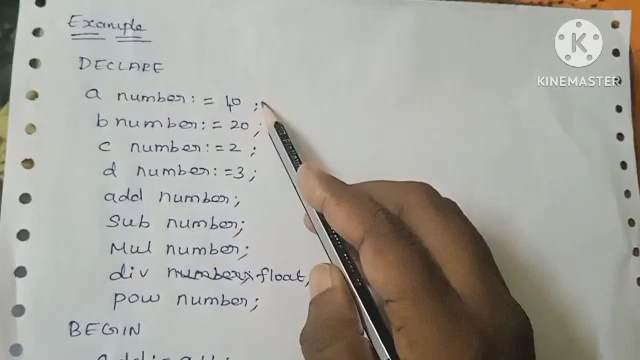 Example
DECLARE
a number:= 40 ;
b number:= 20 ;
c number:= 2 ;
d number:= 3 ;
add number;
Sub number;
Mul number;
div number; float;
pow number;
BEGIN
KINEMASTER